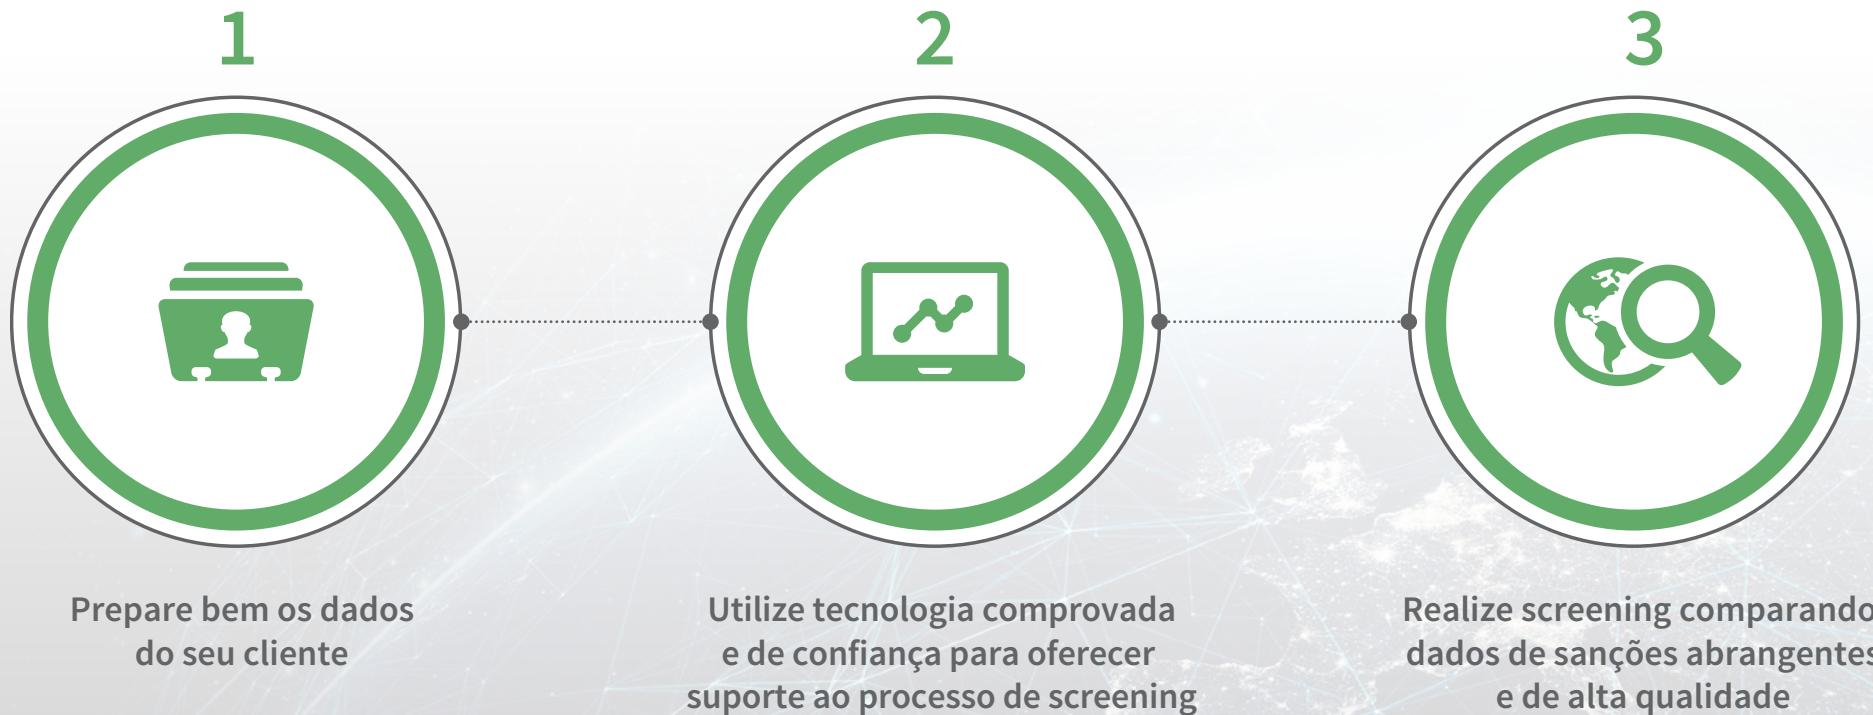 1
2
3
Prepare bem os dados
do seu cliente
Utilize tecnologia comprovada
e de confiança para oferecer
suporte ao processo de screening
Realize screening comparando
dados de sanções abrangentes
e de alta qualidade